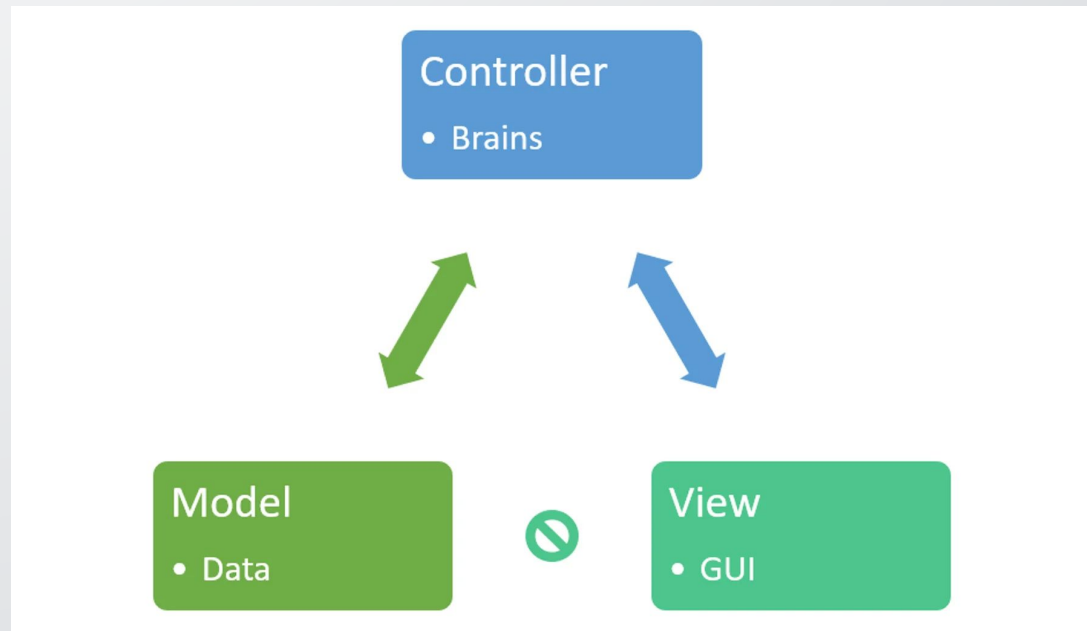 Controller
• Brains
Model
• Data
View
• GUI